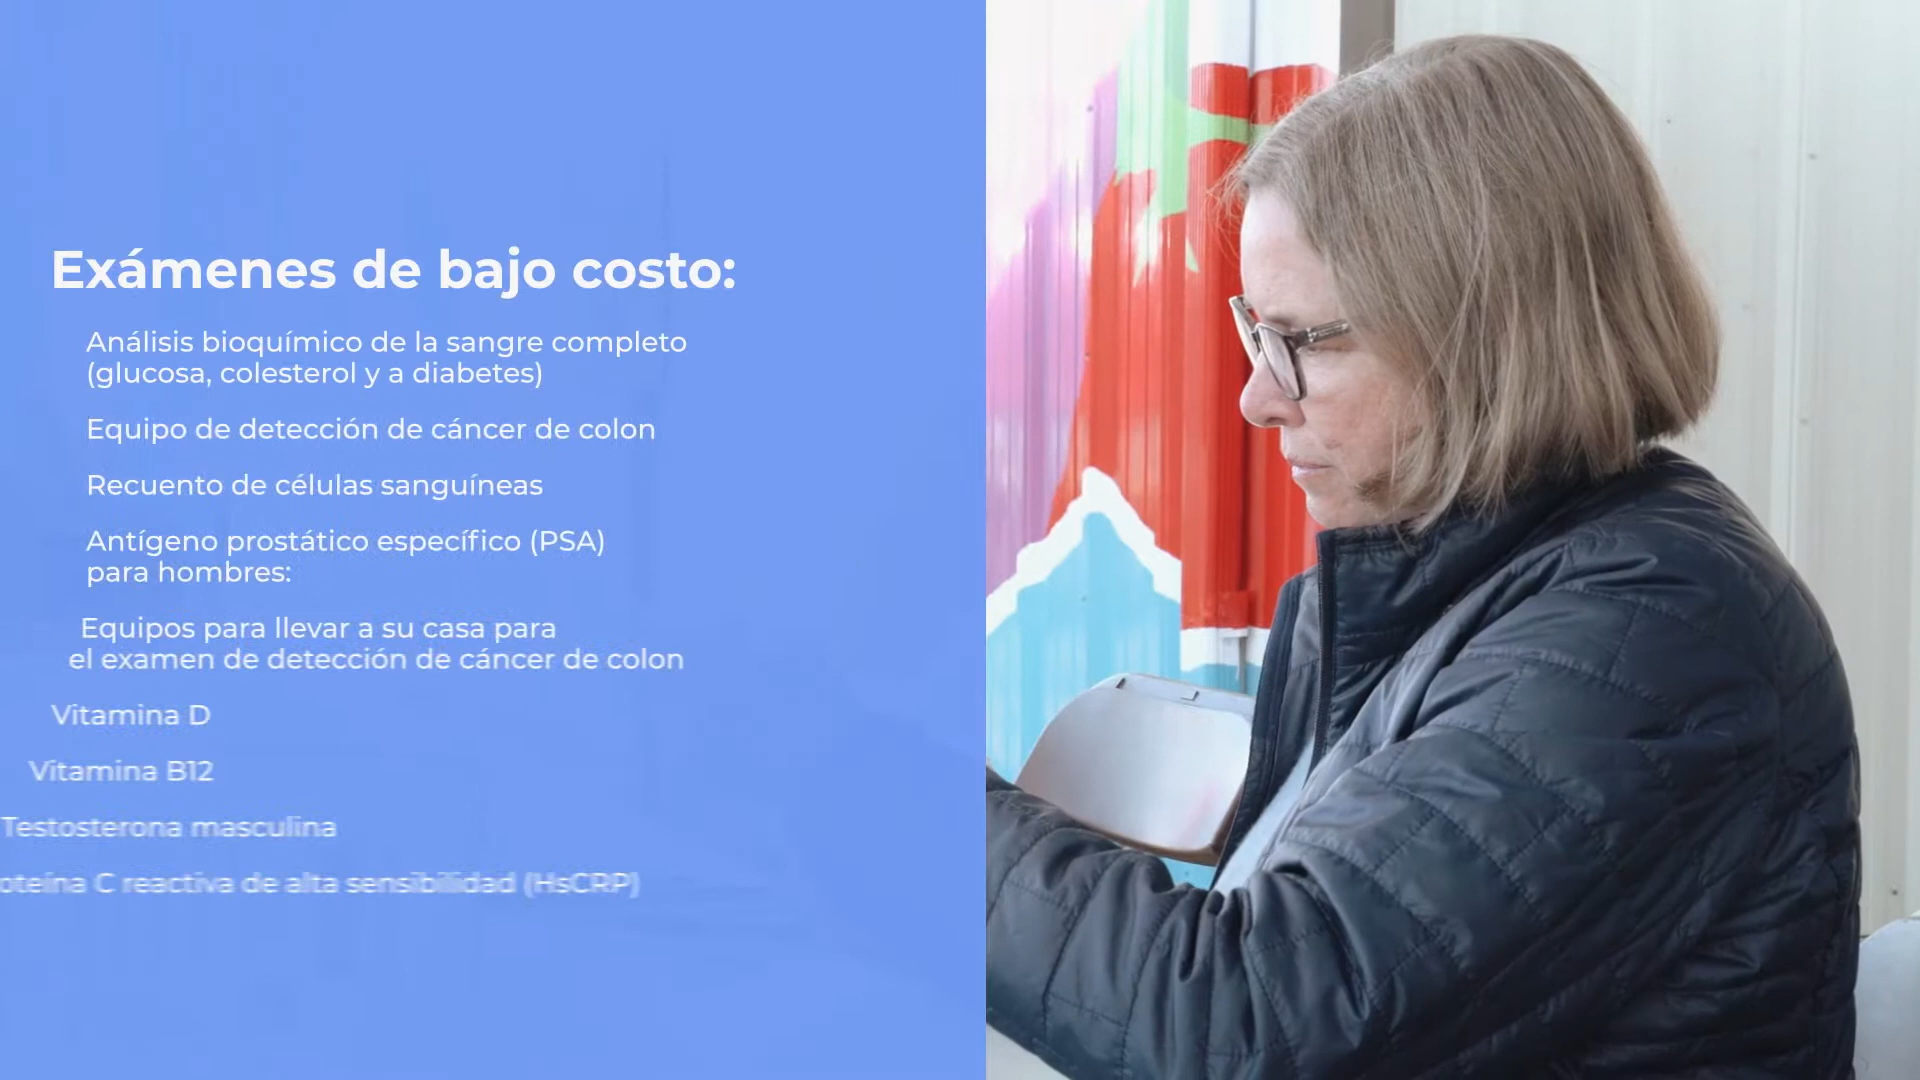 Exámenes de bajo costo:
Análisis bioquímico de la sangre completo
(glucosa, colesterol y a diabetes)
Equipo de detección de cáncer de colon
Recuento de células sanguíneas
Antígeno prostático específico (PSA)
para hombres:
Equipos para llevar a su casa para
el examen de detección de cáncer de colon
Vitamina D
Vitamina B12
Testosterona masculina
oteína C reactiva de alta sensibilidad (HsCRP)